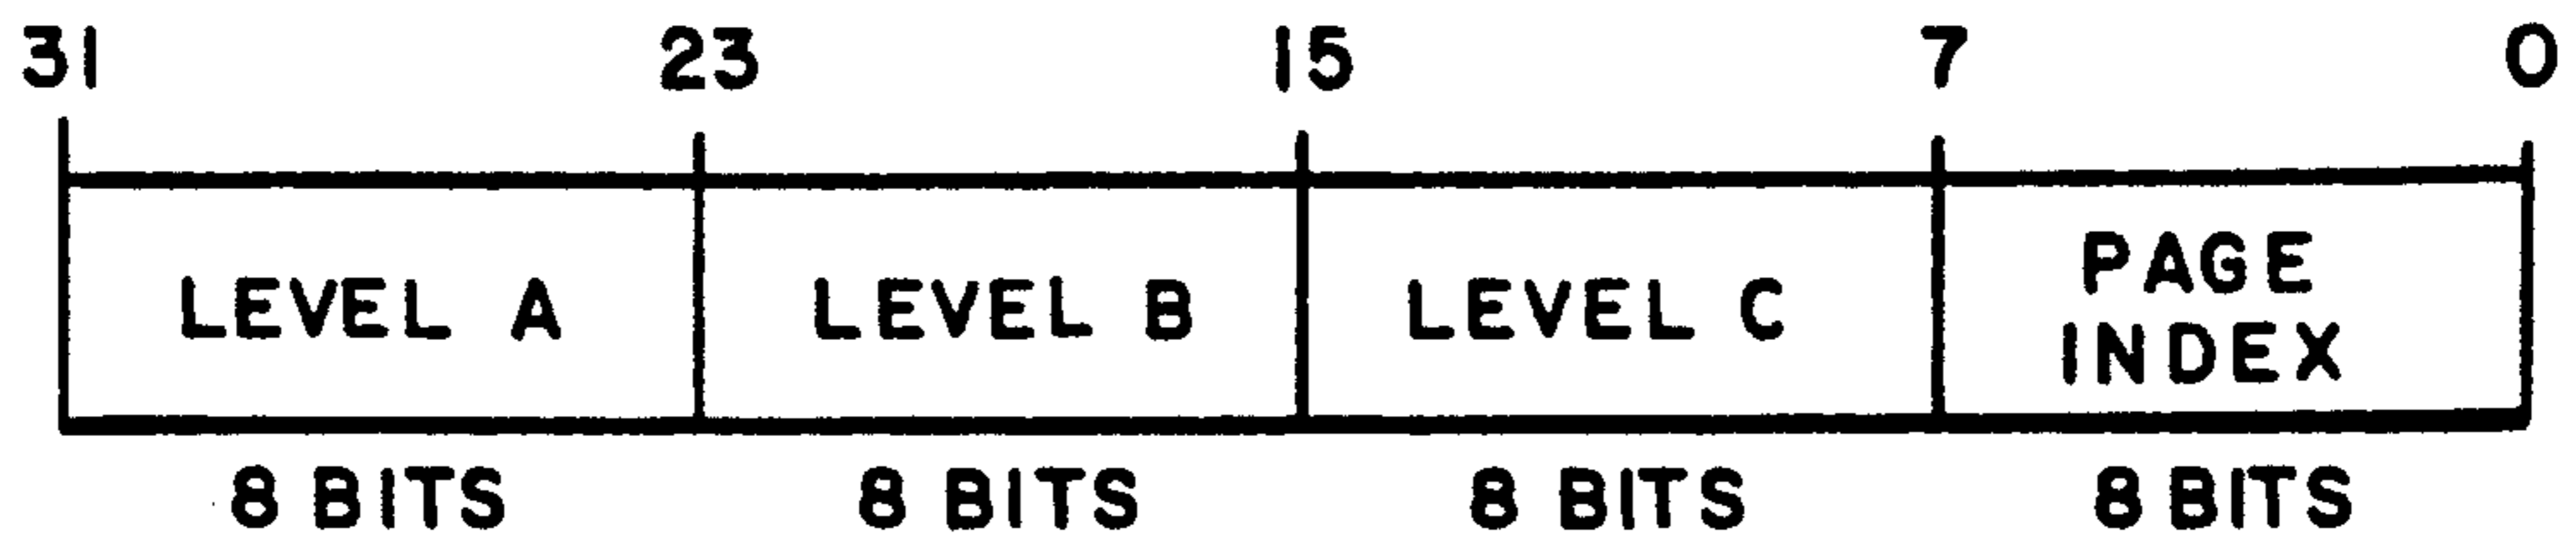 31 23 15 7 0
LEVEL A LEVEL B LEVEL C PAGE
INDEX
8 BITS 8 BITS 8 BITS 8 BITS